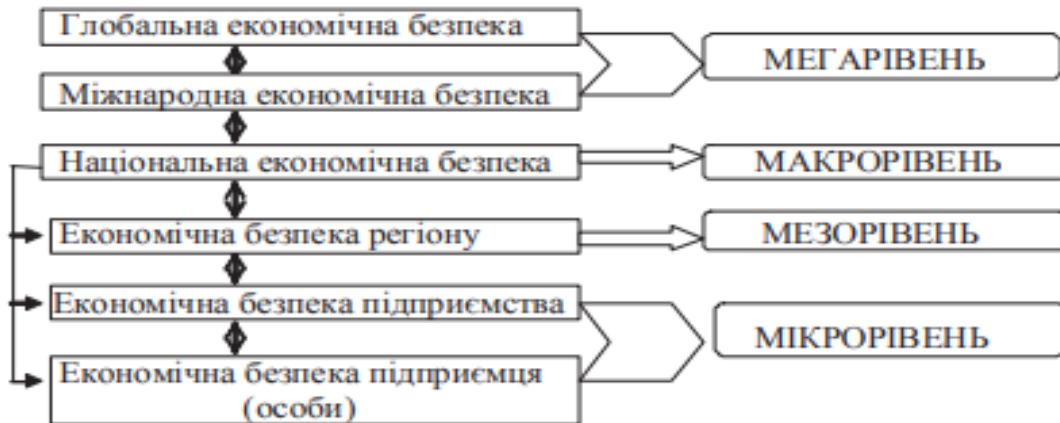 Глобальна економічна безпека
МЕГАРІВЕНЬ
Міжнародна економічна безпека
Національна економічна безпека
МАКРОРІВЕНЬ
Економічна безпека регіону
МЕЗОРІВЕНЬ
Економічна безпека підприємства
МІКРОРІВЕНЬ
Економічна безпека підприємця
(особи)